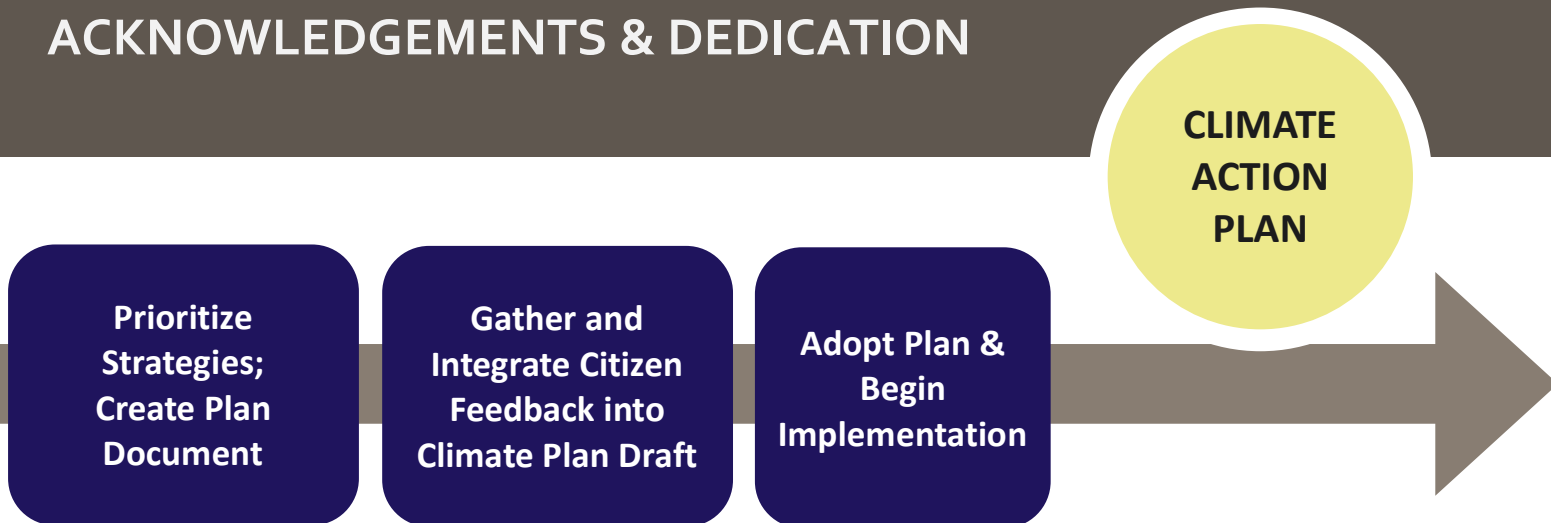 ACKNOWLEDGEMENTS & DEDICATION
CLIMATE
ACTION
PLAN
Prioritize
Strategies;
Create Plan
Document
Gather and
Integrate Citizen
Feedback into
Climate Plan Draft
Adopt Plan &
Begin
Implementation